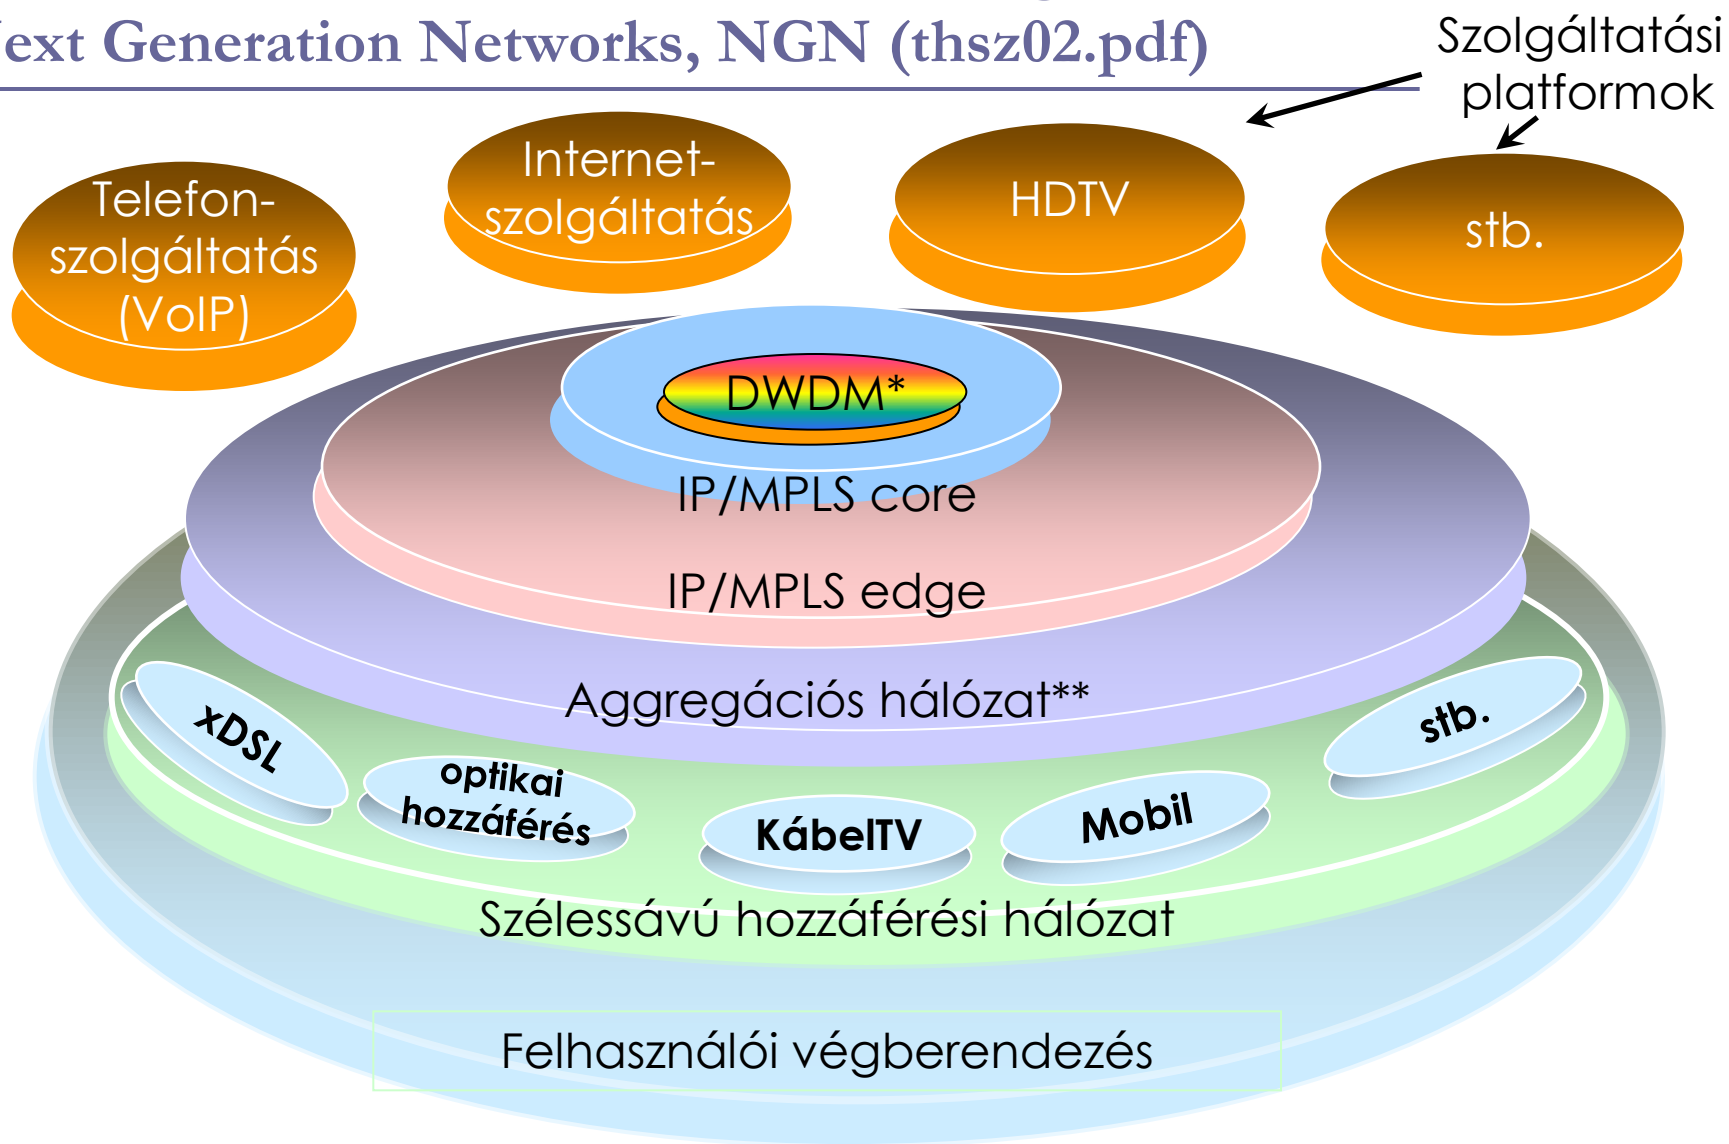 Generation Networks, NGN (thsz02.pdf)
Szolgáltatási
platformok
Telefon-
szolgáltatás
(VoIP)
Internet-
szolgáltatás
HDTV
stb.
DWDM*
IP/MPLS core
IP/MPLS edge
Aggregációs hálózat**
xDSL
optikai
hozzáférés
KábelTV
Mobil
stb.
Szélessávú hozzáférési hálózat
Felhasználói végberendezés